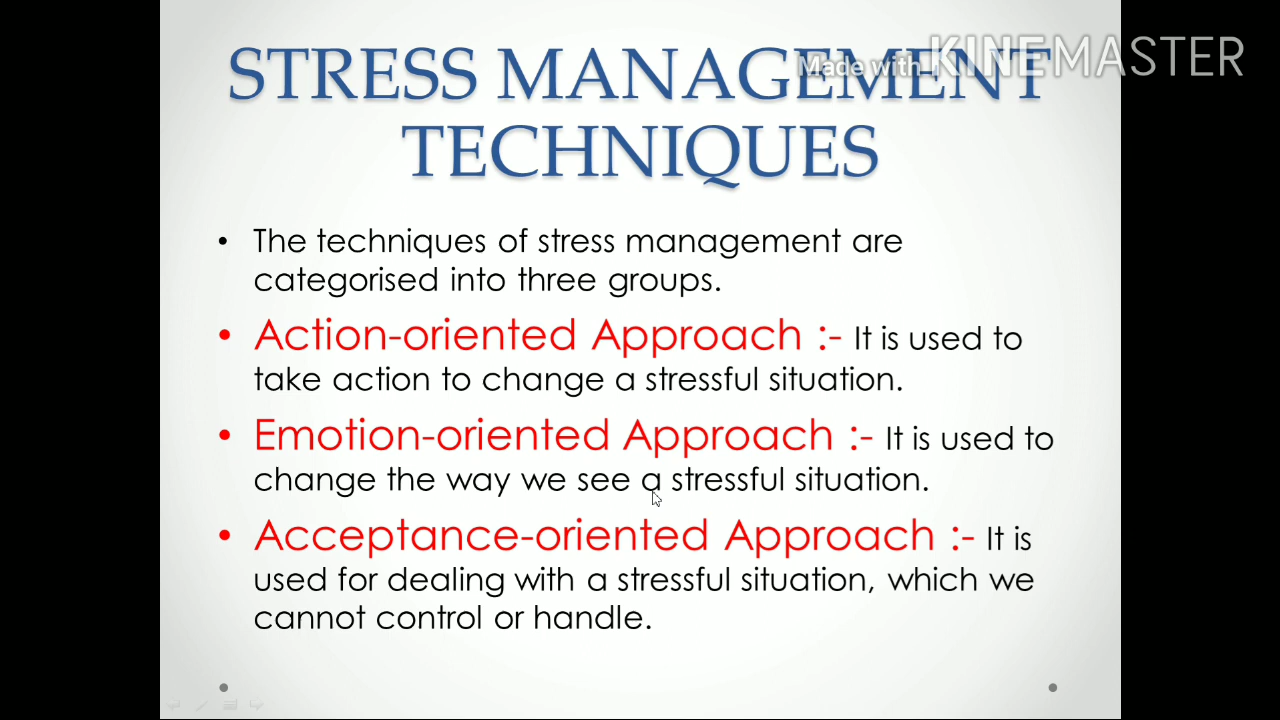 STRESS MANAGEMENT
Made with KINEMASTER
TECHNIQUES
• The techniques of stress management are
categorised into three groups.
• Action-oriented Approach :- It is used to
take action to change a stressful situation.
• Emotion-oriented Approach :- It is used to
change the way we see a stressful situation.
• Acceptance-oriented Approach :- It is
used for dealing with a stressful situation, which we
cannot control or handle.